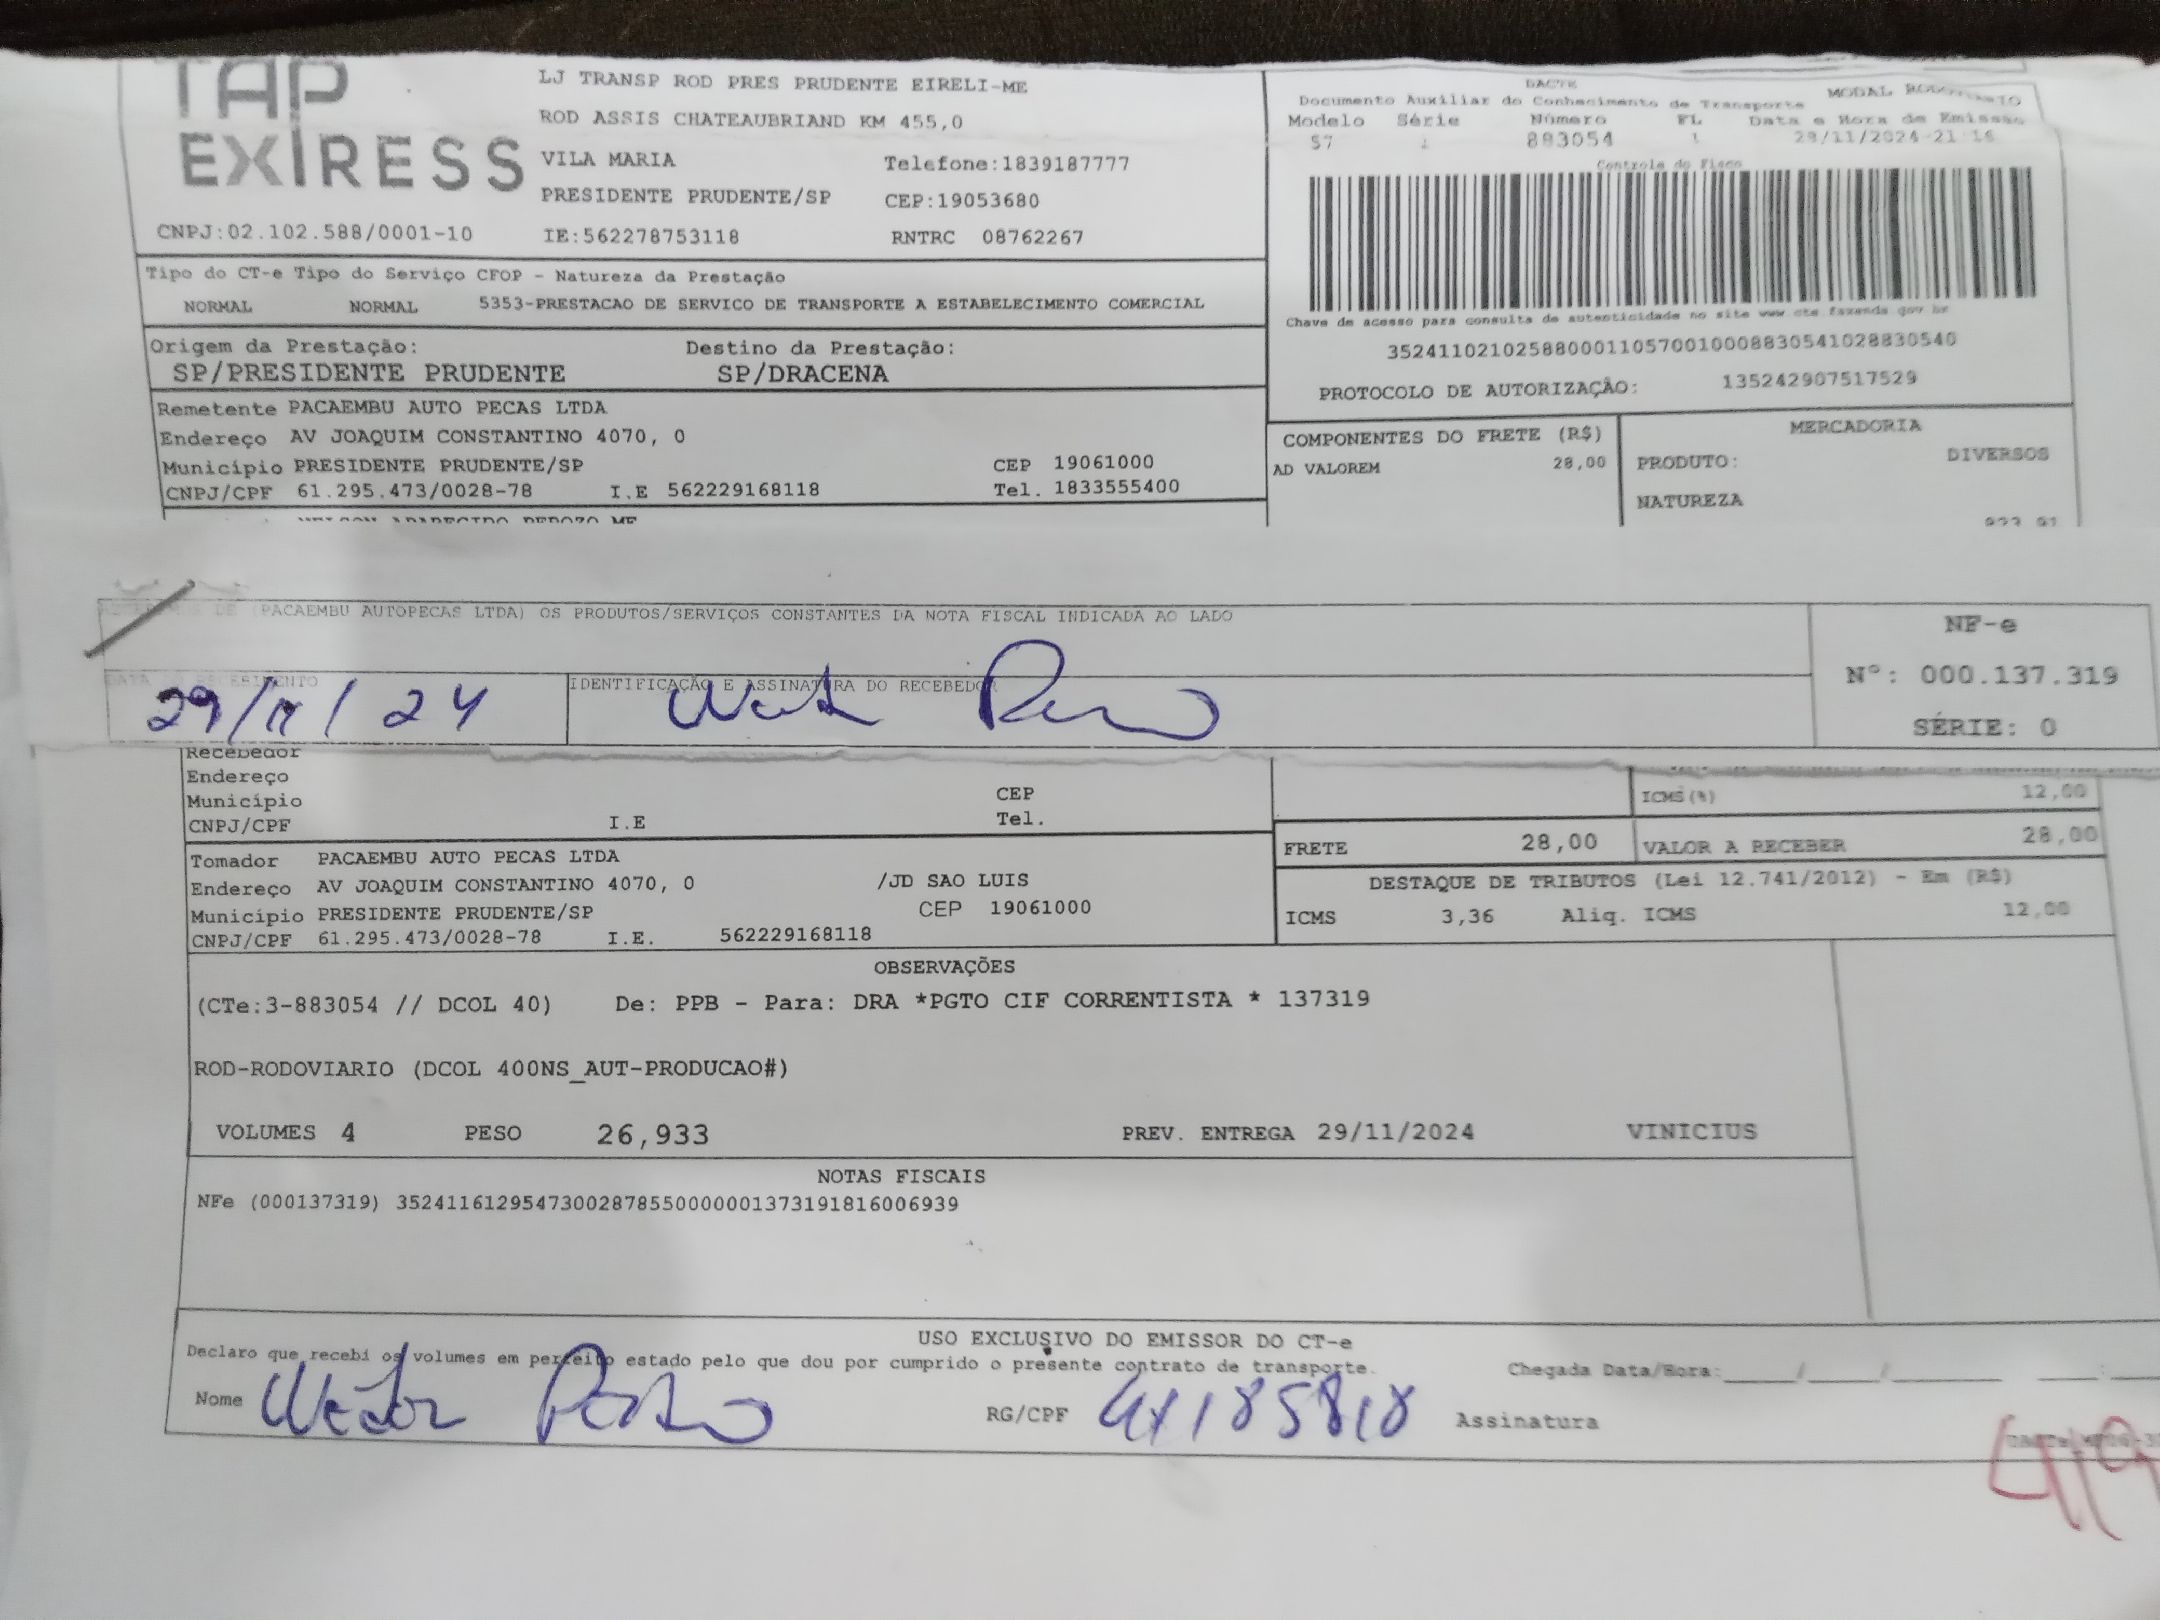 TAP
EXPRESS
LJ TRANSP ROD PRES PRUDENTE EIRELI-ME
ROD ASSIS CHATEAUBRIAND KM 455,0
VILA MARIA Telefone:1839187777
PRESIDENTE PRUDENTE/SP CEP:19053680
CNPJ:02.102.588/0001-10 IE:562278753118 RNTRC 08762267
DACTE
Documento Auxiliar do Conhecimento de Transporte MODAL
Modelo Série Número FL Data e Hora de Emissão
57 1 883054 1 28/11/2024-21:16
Controle do Fisco
Chave de acesso para consulta de autenticidade no site www.cte.fazenda.gov.br
35241102102588000110570010008830541028830540
PROTOCOLO DE AUTORIZAÇÃO: 135242907517529
Tipo do CT-e Tipo do Serviço CFOP - Natureza da Prestação
NORMAL NORMAL 5353-PRESTACAO DE SERVICO DE TRANSPORTE A ESTABELECIMENTO COMERCIAL
Origem da Prestação: Destino da Prestação:
SP/PRESIDENTE PRUDENTE SP/DRACENA
Remetente PACAEMBU AUTO PECAS LTDA
Endereço AV JOAQUIM CONSTANTINO 4070, 0
Município PRESIDENTE PRUDENTE/SP CEP 19061000
CNPJ/CPF 61.295.473/0028-78 I.E 562229168118 Tel. 1833555400
COMPONENTES DO FRETE (R$) MERCADORIA
AD VALOREM 28,00 PRODUTO: DIVERSOS
NATUREZA
DE (PACAEMBU AUTOPECAS LTDA) OS PRODUTOS/SERVIÇOS CONSTANTES DA NOTA FISCAL INDICADA AO LADO
DATA DO RECEBIMENTO IDENTIFICAÇÃO E ASSINATURA DO RECEBEDOR
29/11/24
NF-e
Nº: 000.137.319
SÉRIE: 0
Recebedor
Endereço
Município CEP
CNPJ/CPF I.E Tel.
ICMS(%) 12,00
FRETE 28,00 VALOR A RECEBER 28,00
Tomador PACAEMBU AUTO PECAS LTDA
Endereço AV JOAQUIM CONSTANTINO 4070, 0 /JD SAO LUIS
Município PRESIDENTE PRUDENTE/SP CEP 19061000
CNPJ/CPF 61.295.473/0028-78 I.E. 562229168118
DESTAQUE DE TRIBUTOS (Lei 12.741/2012) - Em (R$)
ICMS 3,36 Aliq. ICMS 12,00
OBSERVAÇÕES
(CTe:3-883054 // DCOL 40) De: PPB - Para: DRA *PGTO CIF CORRENTISTA * 137319
ROD-RODOVIARIO (DCOL 400NS_AUT-PRODUCAO#)
VOLUMES 4 PESO 26,933 PREV. ENTREGA 29/11/2024 VINICIUS
NOTAS FISCAIS
NFe (000137319) 35241161295473002878550000001373191816006939
USO EXCLUSIVO DO EMISSOR DO CT-e
Declaro que recebi os volumes em perfeito estado pelo que dou por cumprido o presente contrato de transporte. Chegada Data/Hora:
Nome RG/CPF 41185818 Assinatura